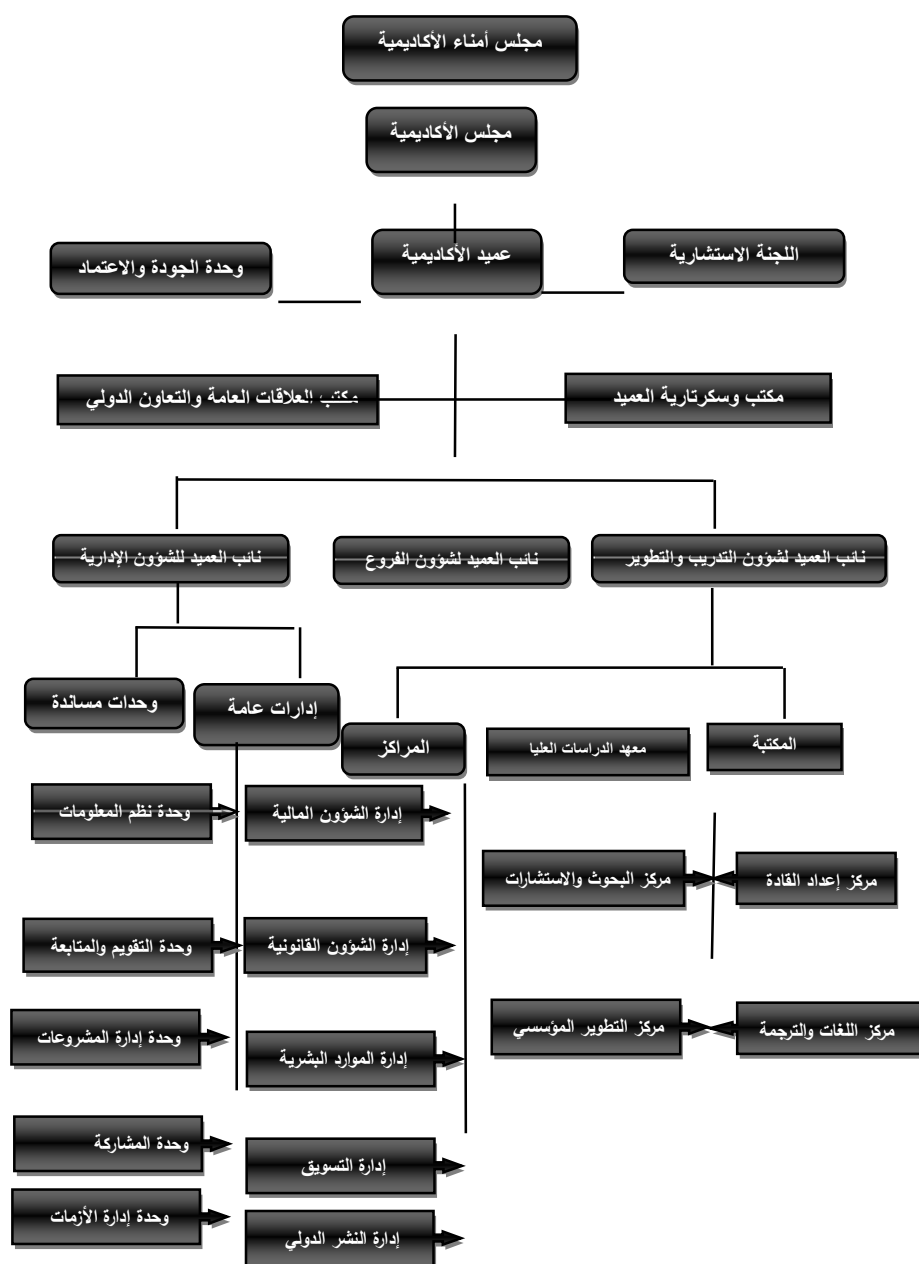 مجلس أمناء الأكاديمية
مجلس الأكاديمية
اللجنة الاستشارية
عميد الأكاديمية
وحدة الجودة والاعتماد
مكتب وسكرتارية العميد
مكتب العلاقات العامة والتعاون الدولي
نائب العميد لشؤون التدريب والتطوير
نائب العميد لشؤون الفروع
نائب العميد للشؤون الإدارية
المكتبة
معهد الدراسات العليا
المراكز
إدارات عامة
وحدات مساندة
مركز إعداد القادة
مركز البحوث والاستشارات
إدارة الشؤون المالية
وحدة نظم المعلومات
إدارة الشؤون القانونية
وحدة التقويم والمتابعة
مركز اللغات والترجمة
مركز التطوير المؤسسي
إدارة الموارد البشرية
وحدة إدارة المشروعات
إدارة التسويق
وحدة المشاركة
إدارة النشر الدولي
وحدة إدارة الأزمات